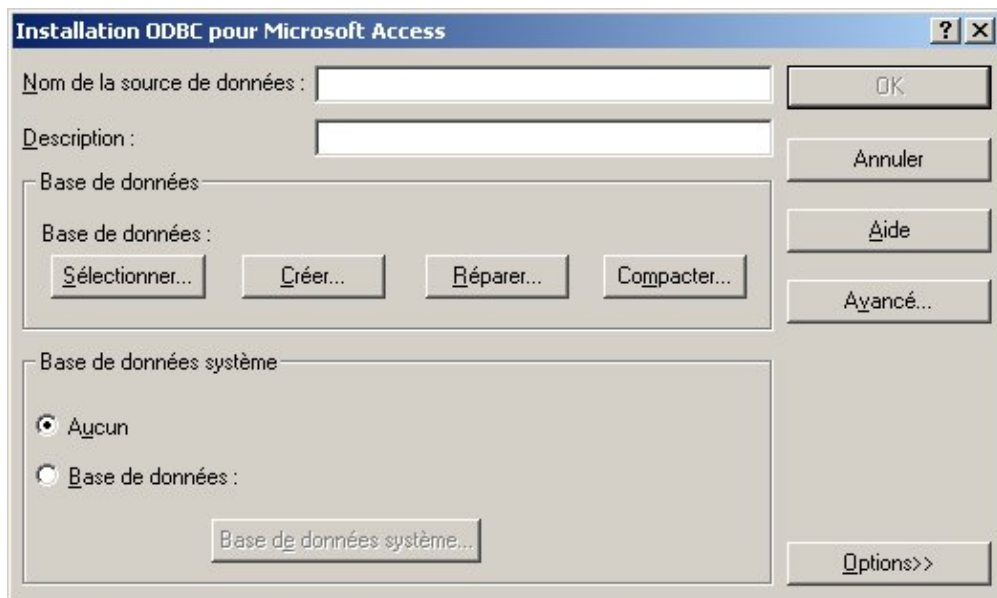 Installation ODBC pour Microsoft Access
Nom de la source de données :
OK
Description :
Annuler
Base de données
Base de données :
Aide
Sélectionner...
Créer...
Réparer...
Compacter...
Avancé...
Base de données système
Aucun
Base de données :
Base de données système...
Options>>